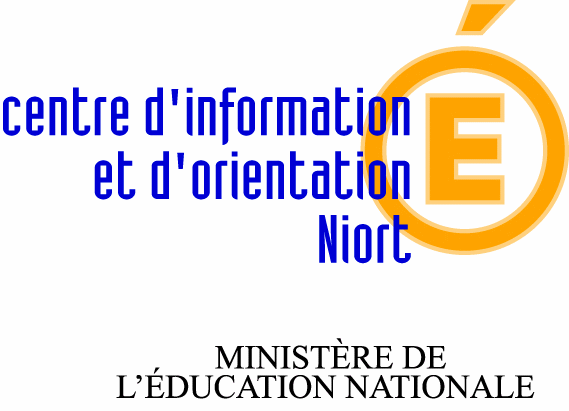 centre d'information
et d'orientation
Niort
É
MINISTÈRE DE
L'ÉDUCATION NATIONALE